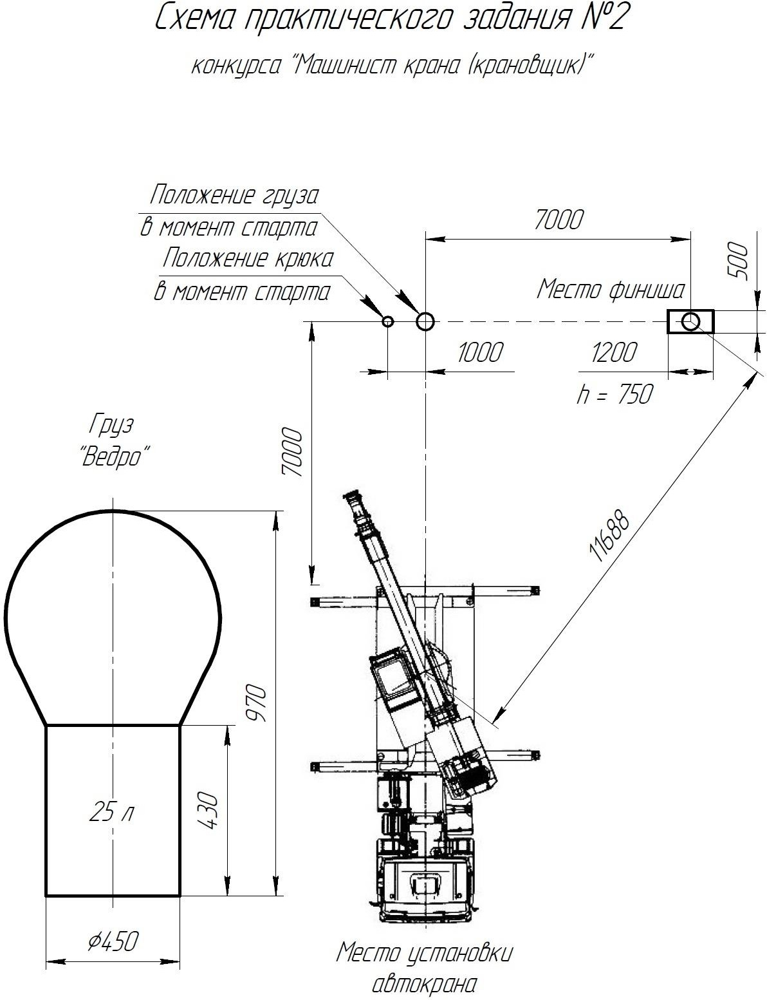 Схема практического задания №2
конкурса "Машинист крана (крановщик)"
Положение груза
в момент старта
7000
Положение крюка
в момент старта
500
Место финиша
1000
1200
h = 750
7000
Груз
"Ведро"
11688
970
430
25 л
ϕ450
Место установки
автокрана